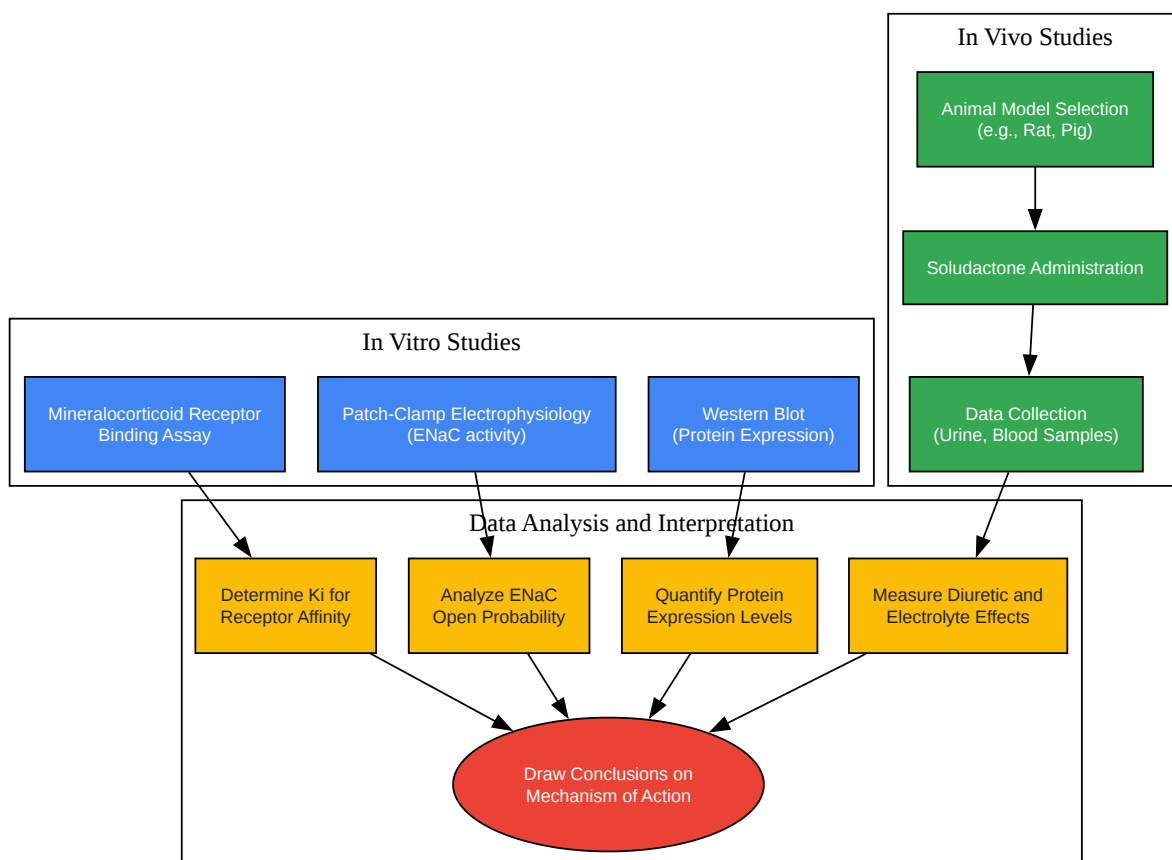 In Vivo Studies
Animal Model Selection
(e.g., Rat, Pig)
Soludactone Administration
Data Collection
(Urine, Blood Samples)
In Vitro Studies
Mineralocorticoid Receptor
Binding Assay
Patch-Clamp Electrophysiology
(ENaC activity)
Western Blot
(Protein Expression)
Data Analysis and Interpretation
Determine Ki for
Receptor Affinity
Analyze ENaC
Open Probability
Quantify Protein
Expression Levels
Measure Diuretic and
Electrolyte Effects
Draw Conclusions on
Mechanism of Action